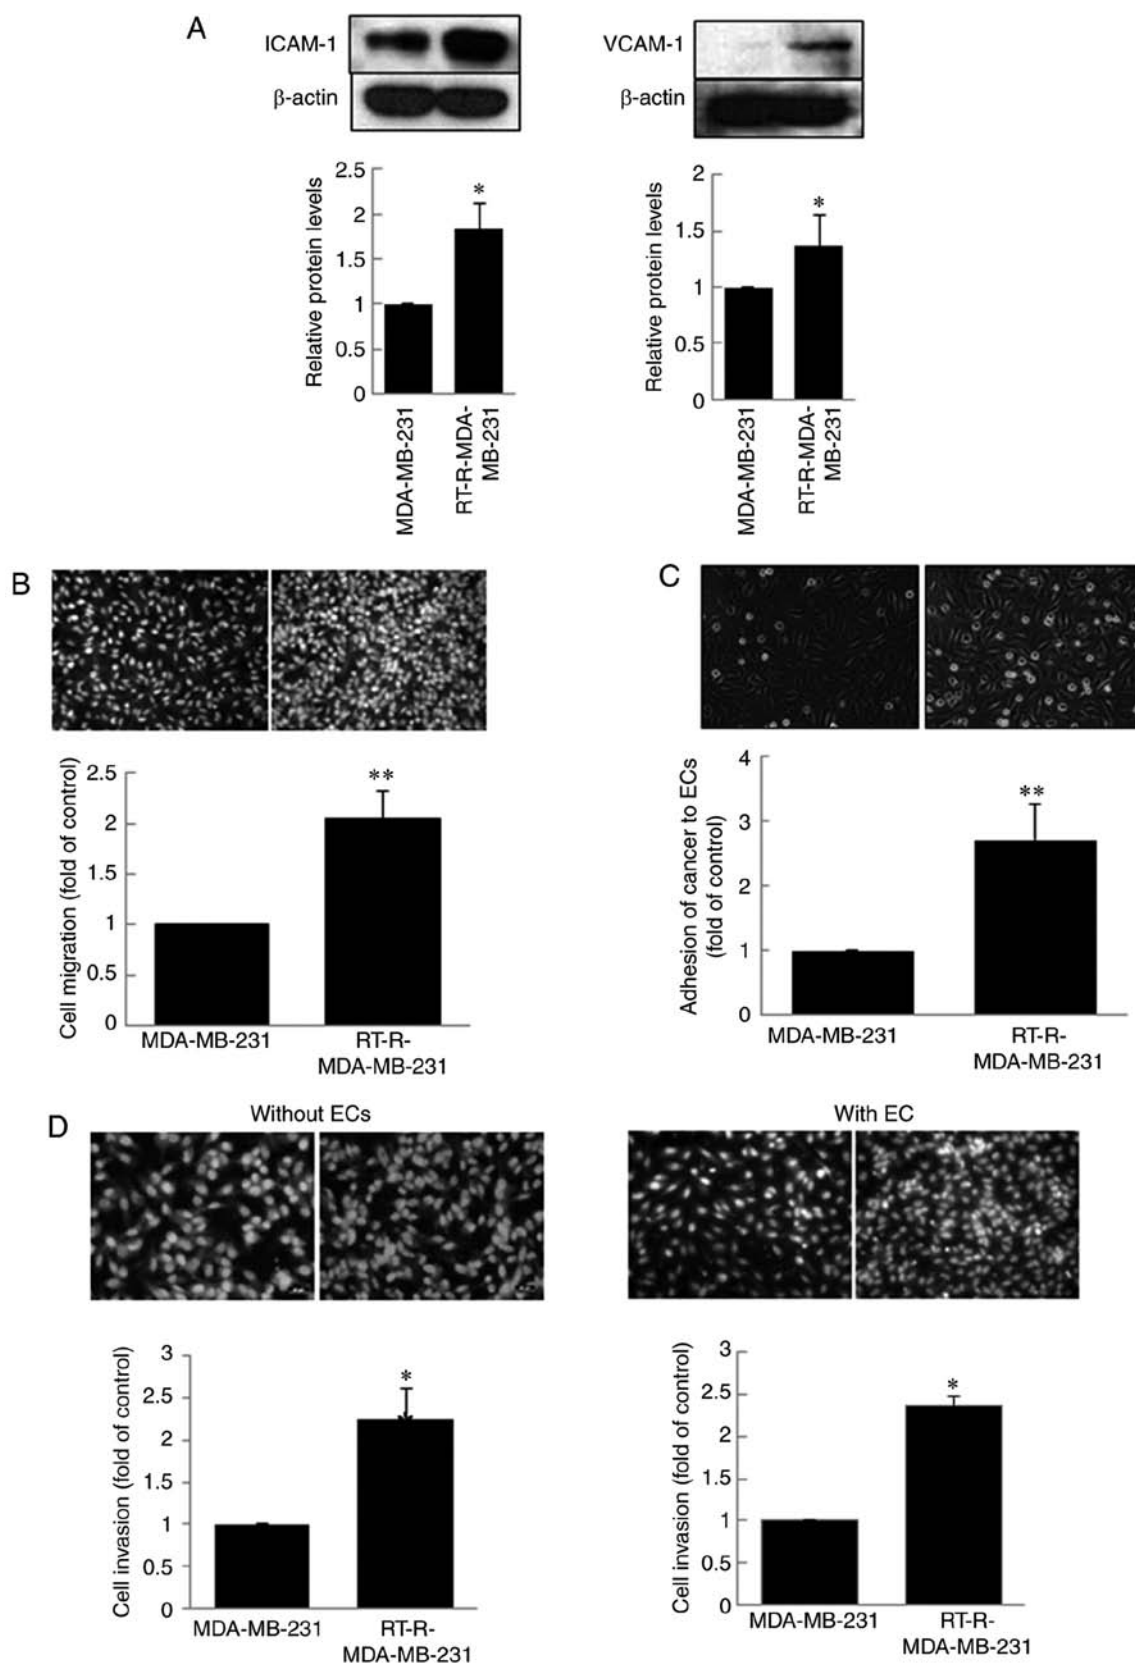 A
ICAM-1
β-actin
VCAM-1
β-actin
Relative protein levels
2.5
2
1.5
1
0.5
0
*
MDA-MB-231
RT-R-MDA-
MB-231
Relative protein levels
2
1.5
1
0.5
0
*
MDA-MB-231
RT-R-MDA-
MB-231
B
Cell migration (fold of control)
2.5
2
1.5
1
0.5
0
**
MDA-MB-231
RT-R-
MDA-MB-231
C
Adhesion of cancer to ECs
(fold of control)
4
3
2
1
0
**
MDA-MB-231
RT-R-
MDA-MB-231
D
Without ECs
Cell invasion (fold of control)
3
2.5
2
1.5
1
0.5
0
*
MDA-MB-231
RT-R-
MDA-MB-231
With EC
Cell invasion (fold of control)
3
2.5
2
1.5
1
0.5
0
*
MDA-MB-231
RT-R-
MDA-MB-231